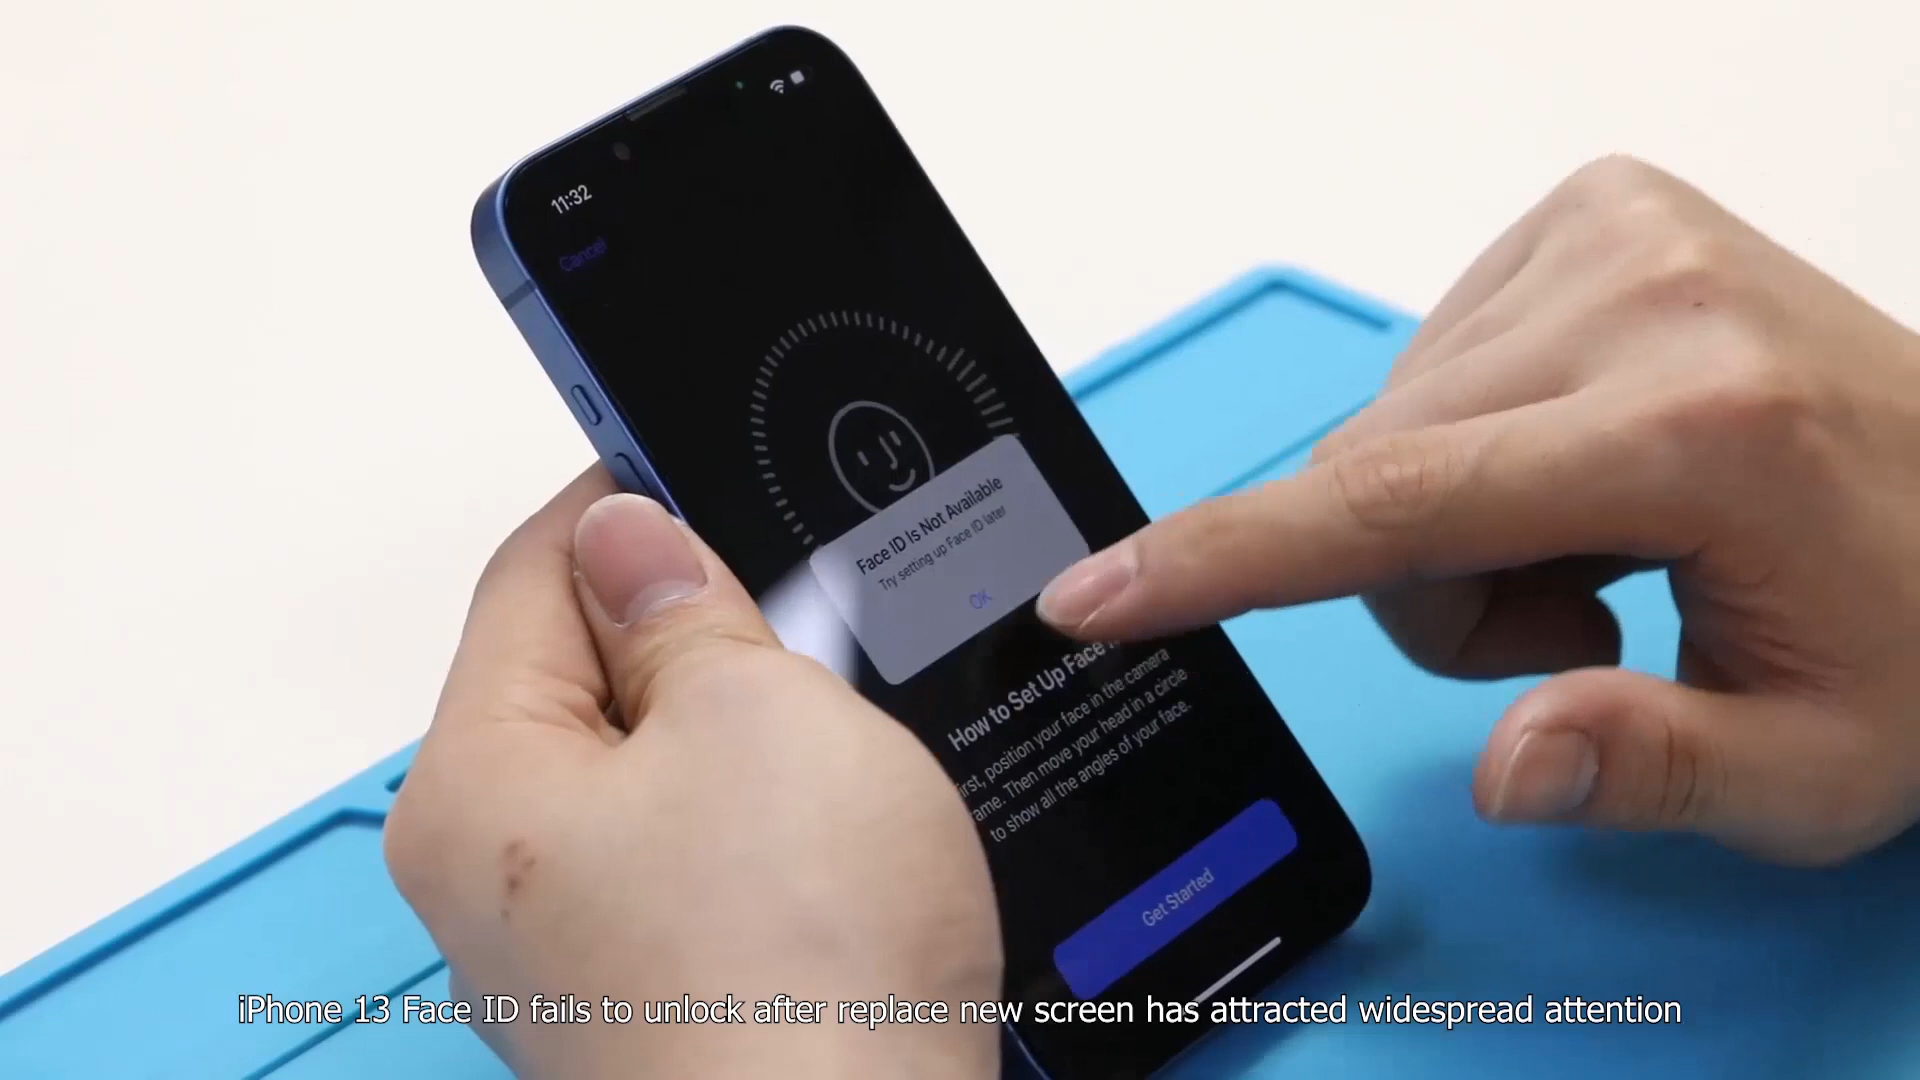 11:32
Cancel
Face ID Is Not Available
Try setting up Face ID later
OK
How to Set Up Face
First, position your face in the camera
frame. Then move your head in a circle
to show all the angles of your face.
Get Started
iPhone 13 Face ID fails to unlock after replace new screen has attracted widespread attention